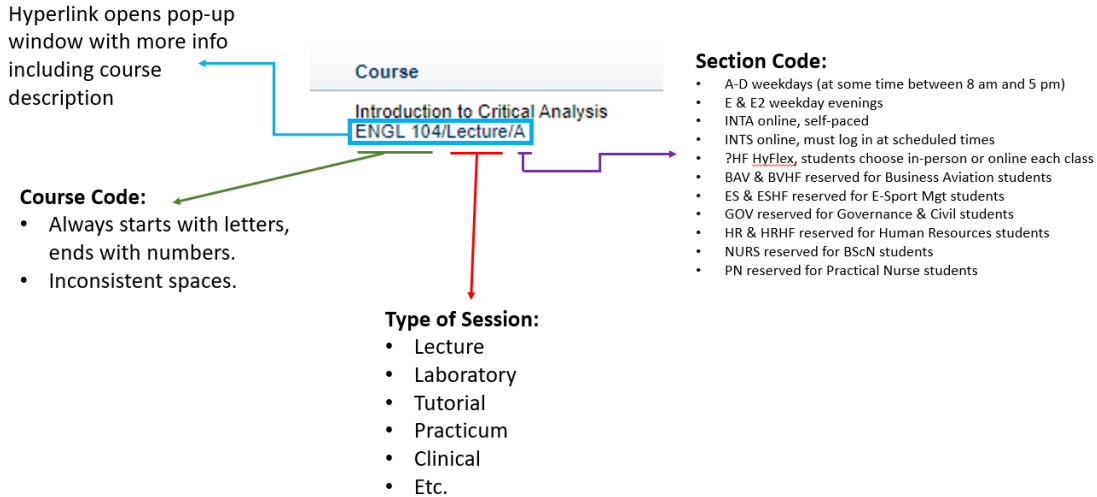 Hyperlink opens pop-up
window with more info
including course
description
Course
Introduction to Critical Analysis
ENGL 104/Lecture/A
Course Code:
• Always starts with letters,
ends with numbers.
• Inconsistent spaces.
Type of Session:
• Lecture
• Laboratory
• Tutorial
• Practicum
• Clinical
• Etc.
Section Code:
• A-D weekdays (at some time between 8 am and 5 pm)
• E & E2 weekday evenings
• INTA online, self-paced
• INTS online, must log in at scheduled times
• ?HF HyFlex, students choose in-person or online each class
• BAV & BVHF reserved for Business Aviation students
• ES & ESHF reserved for E-Sport Mgt students
• GOV reserved for Governance & Civil students
• HR & HRHF reserved for Human Resources students
• NURS reserved for BScN students
• PN reserved for Practical Nurse students